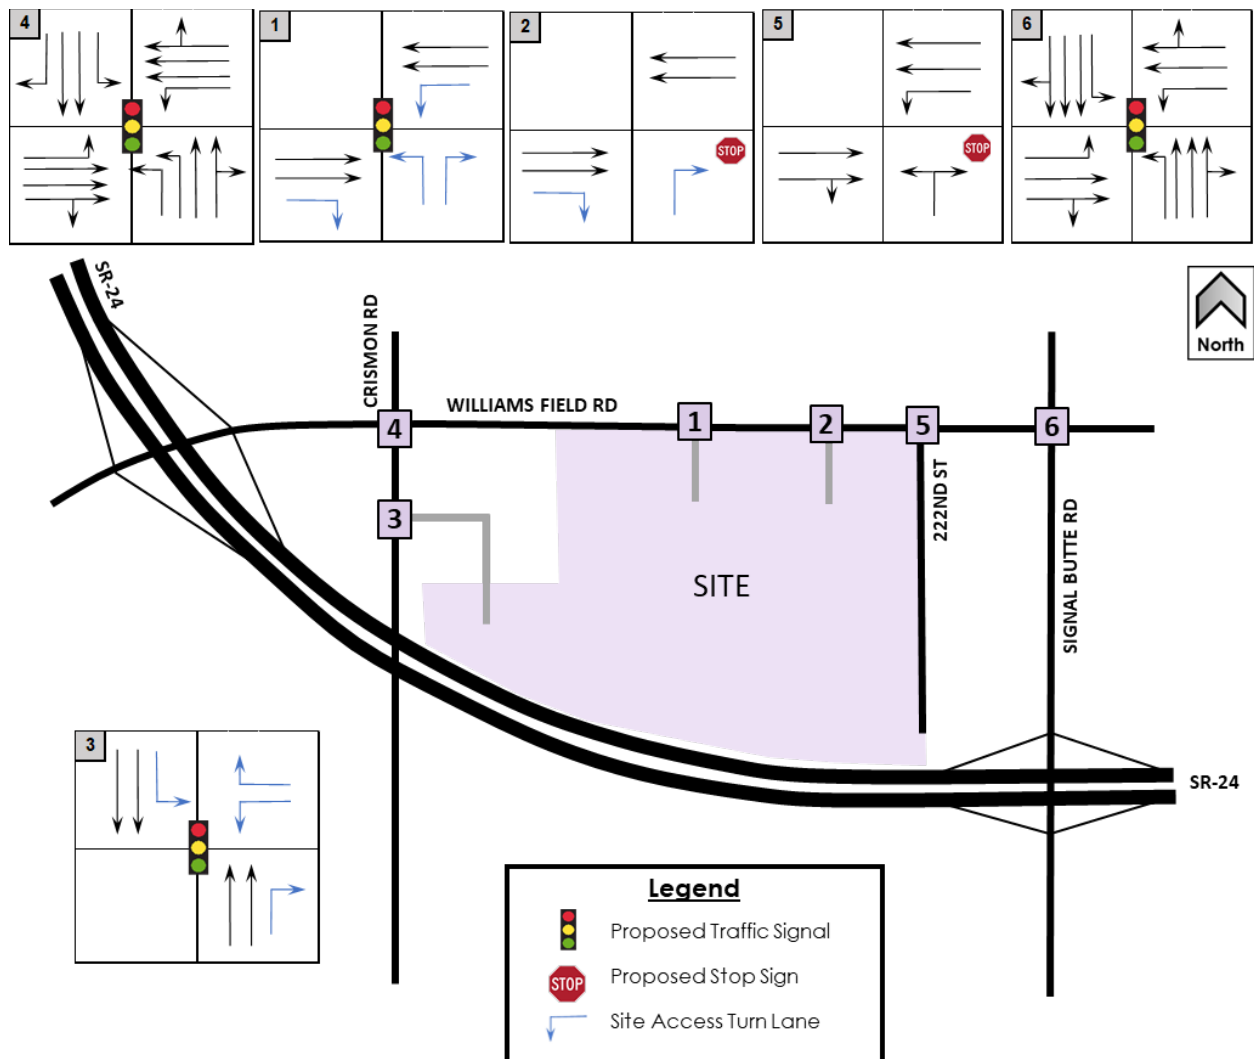 4
1
2
5
6
STOP
STOP
SR-24
CRISMON RD
North
WILLIAMS FIELD RD
4
1
2
5
6
3
222ND ST
SITE
SIGNAL BUTTE RD
SR-24
3
Legend
Proposed Traffic Signal
STOP Proposed Stop Sign
Site Access Turn Lane